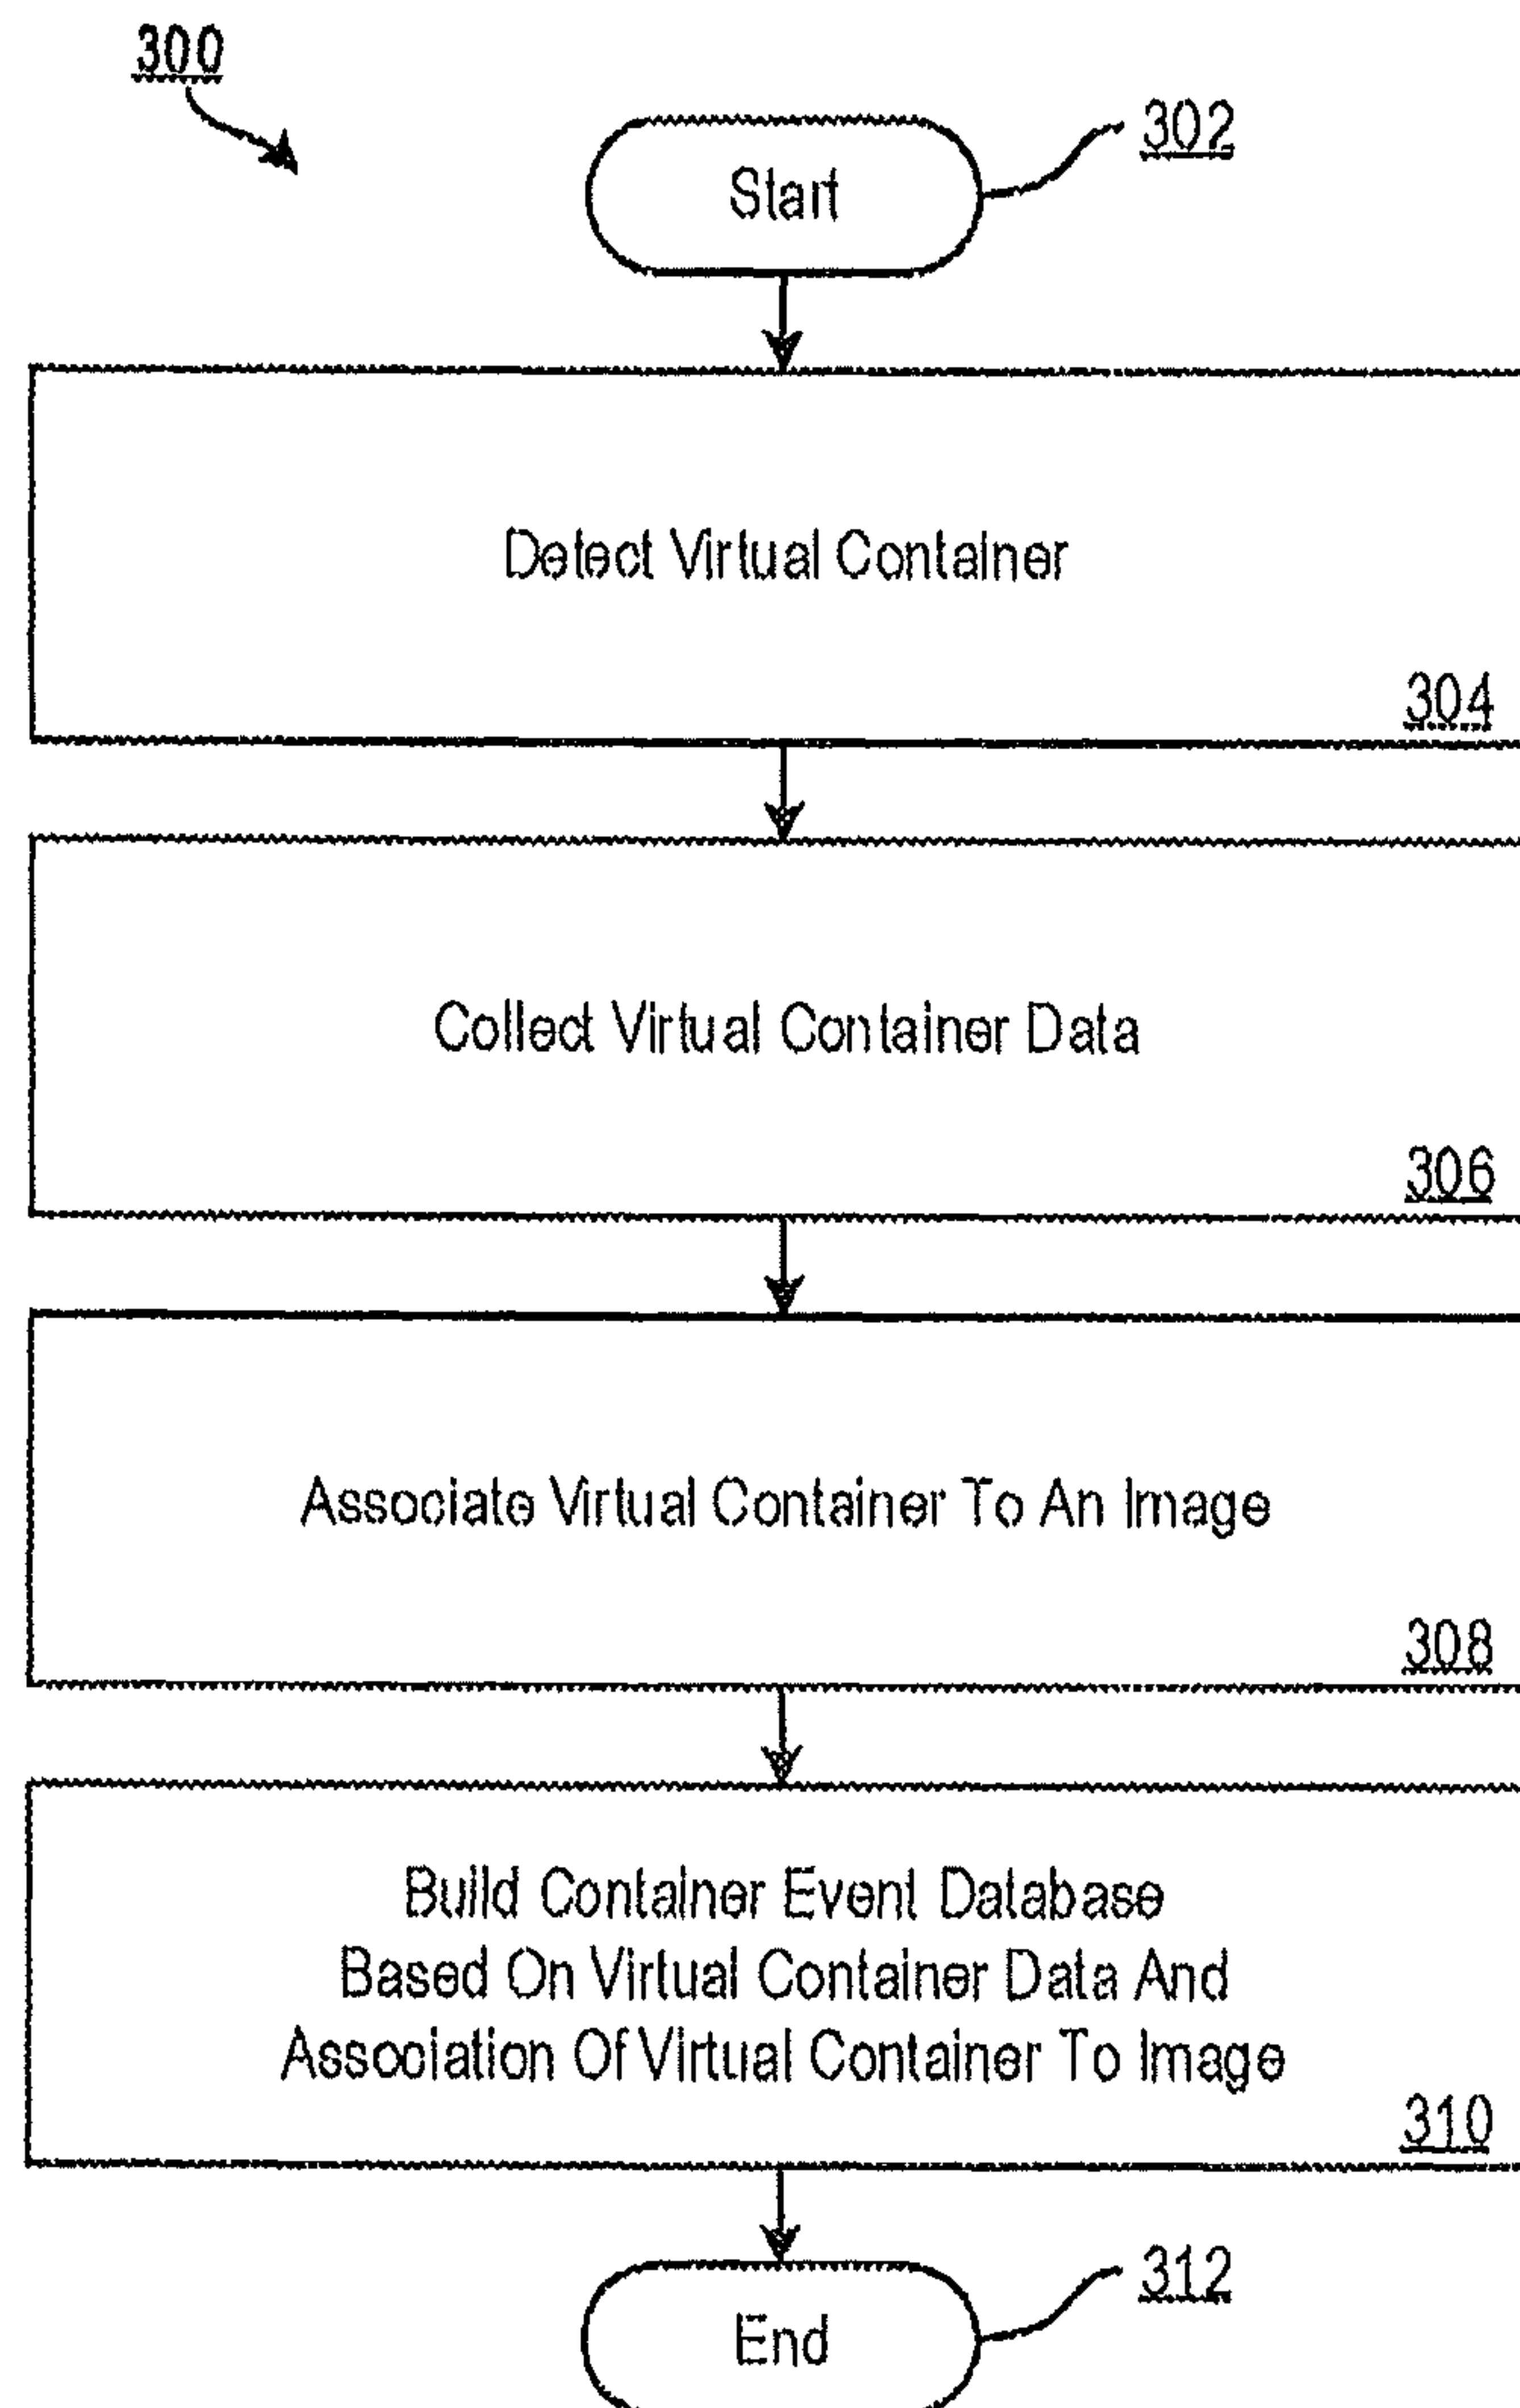 300
302
Start
Detect Virtual Container
304
Collect Virtual Container Data
306
Associate Virtual Container To An Image
308
Build Container Event Database
Based On Virtual Container Data And
Association Of Virtual Container To Image
310
312
End